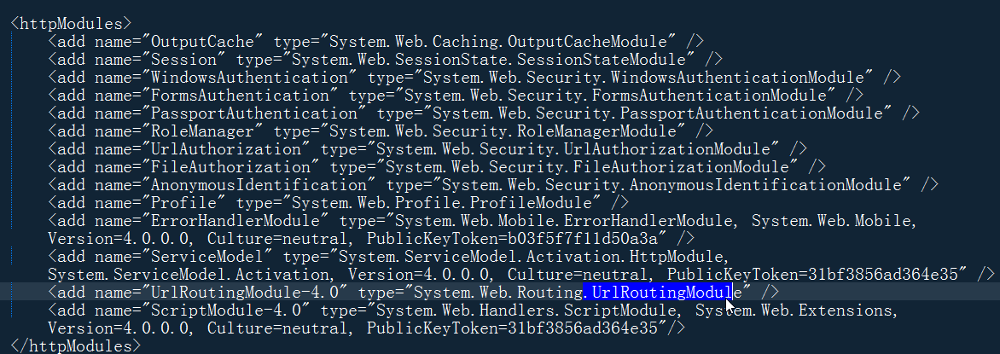 <httpModules>
<add name="OutputCache" type="System.Web.Caching.OutputCacheModule" />
<add name="Session" type="System.Web.SessionState.SessionStateModule" />
<add name="WindowsAuthentication" type="System.Web.Security.WindowsAuthenticationModule" />
<add name="FormsAuthentication" type="System.Web.Security.FormsAuthenticationModule" />
<add name="PassportAuthentication" type="System.Web.Security.PassportAuthenticationModule" />
<add name="RoleManager" type="System.Web.Security.RoleManagerModule" />
<add name="UrlAuthorization" type="System.Web.Security.UrlAuthorizationModule" />
<add name="FileAuthorization" type="System.Web.Security.FileAuthorizationModule" />
<add name="AnonymousIdentification" type="System.Web.Security.AnonymousIdentificationModule" />
<add name="Profile" type="System.Web.Profile.ProfileModule" />
<add name="ErrorHandlerModule" type="System.Web.Mobile.ErrorHandlerModule, System.Web.Mobile,
Version=4.0.0.0, Culture=neutral, PublicKeyToken=b03f5f7f11d50a3a" />
<add name="ServiceModel" type="System.ServiceModel.Activation.HttpModule,
System.ServiceModel.Activation, Version=4.0.0.0, Culture=neutral, PublicKeyToken=31bf3856ad364e35" />
<add name="UrlRoutingModule-4.0" type="System.Web.Routing.UrlRoutingModule" />
<add name="ScriptModule-4.0" type="System.Web.Handlers.ScriptModule, System.Web.Extensions,
Version=4.0.0.0, Culture=neutral, PublicKeyToken=31bf3856ad364e35"/>
</httpModules>